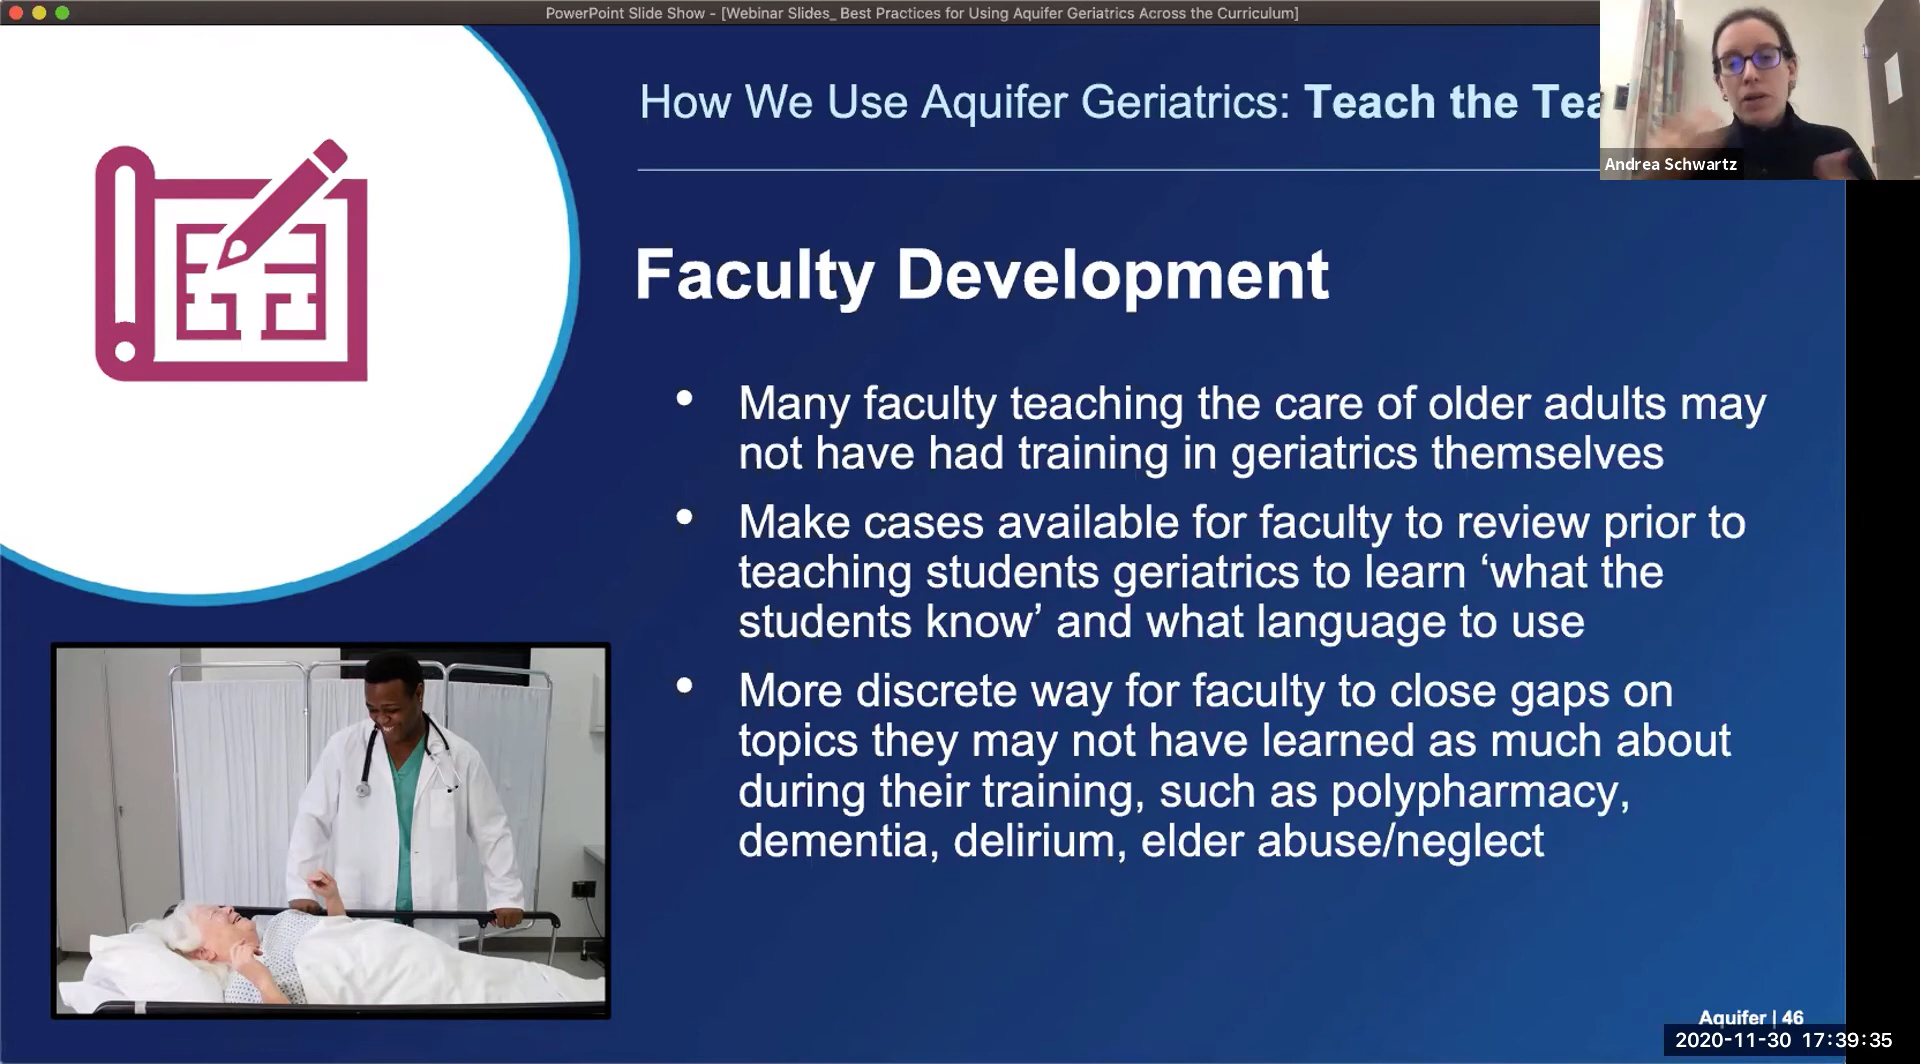 PowerPoint Slide Show - [Webinar Slides_ Best Practices for Using Aquifer Geriatrics Across the Curriculum]
How We Use Aquifer Geriatrics: Teach the
Andrea Schwartz
Faculty Development
• Many faculty teaching the care of older adults may
not have had training in geriatrics themselves
• Make cases available for faculty to review prior to
teaching students geriatrics to learn ‘what the
students know’ and what language to use
• More discrete way for faculty to close gaps on
topics they may not have learned as much about
during their training, such as polypharmacy,
dementia, delirium, elder abuse/neglect
Aquifer | 46
2020-11-30 17:39:35